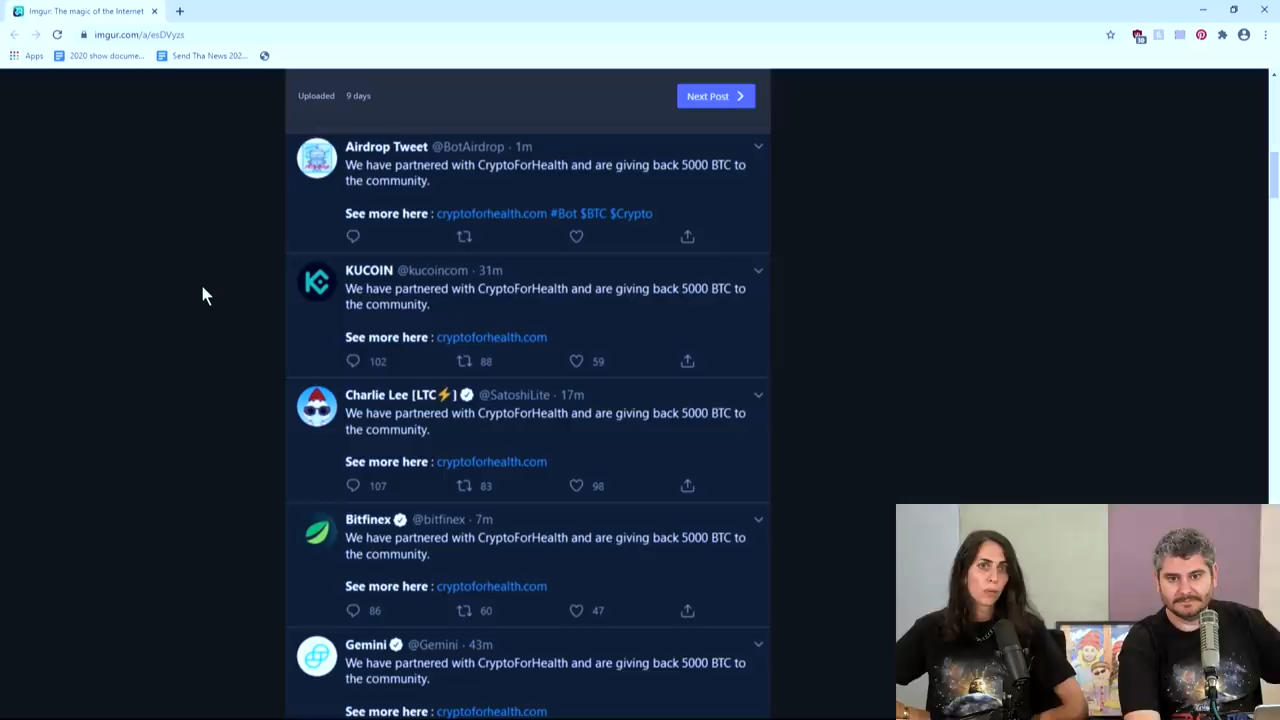 Imgur: The magic of the Internet
imgur.com/a/esDVyzs
Apps 2020 show docume... Send Tha News 202...
Uploaded 9 days Next Post
Airdrop Tweet @BotAirdrop · 1m
We have partnered with CryptoForHealth and are giving back 5000 BTC to
the community.
See more here : cryptoforhealth.com #Bot $BTC $Crypto
KUCOIN @kucoincom · 31m
We have partnered with CryptoForHealth and are giving back 5000 BTC to
the community.
See more here : cryptoforhealth.com
102 88 59
Charlie Lee [LTC⚡] @SatoshiLite · 17m
We have partnered with CryptoForHealth and are giving back 5000 BTC to
the community.
See more here : cryptoforhealth.com
107 83 98
Bitfinex @bitfinex · 7m
We have partnered with CryptoForHealth and are giving back 5000 BTC to
the community.
See more here : cryptoforhealth.com
86 60 47
Gemini @Gemini · 43m
We have partnered with CryptoForHealth and are giving back 5000 BTC to
the community.
See more here : cryptoforhealth.com